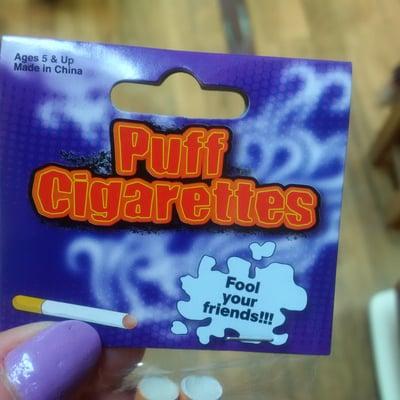 Ages 5 & Up
Made in China
Puff
Cigarettes
Fool
your
friends!!!